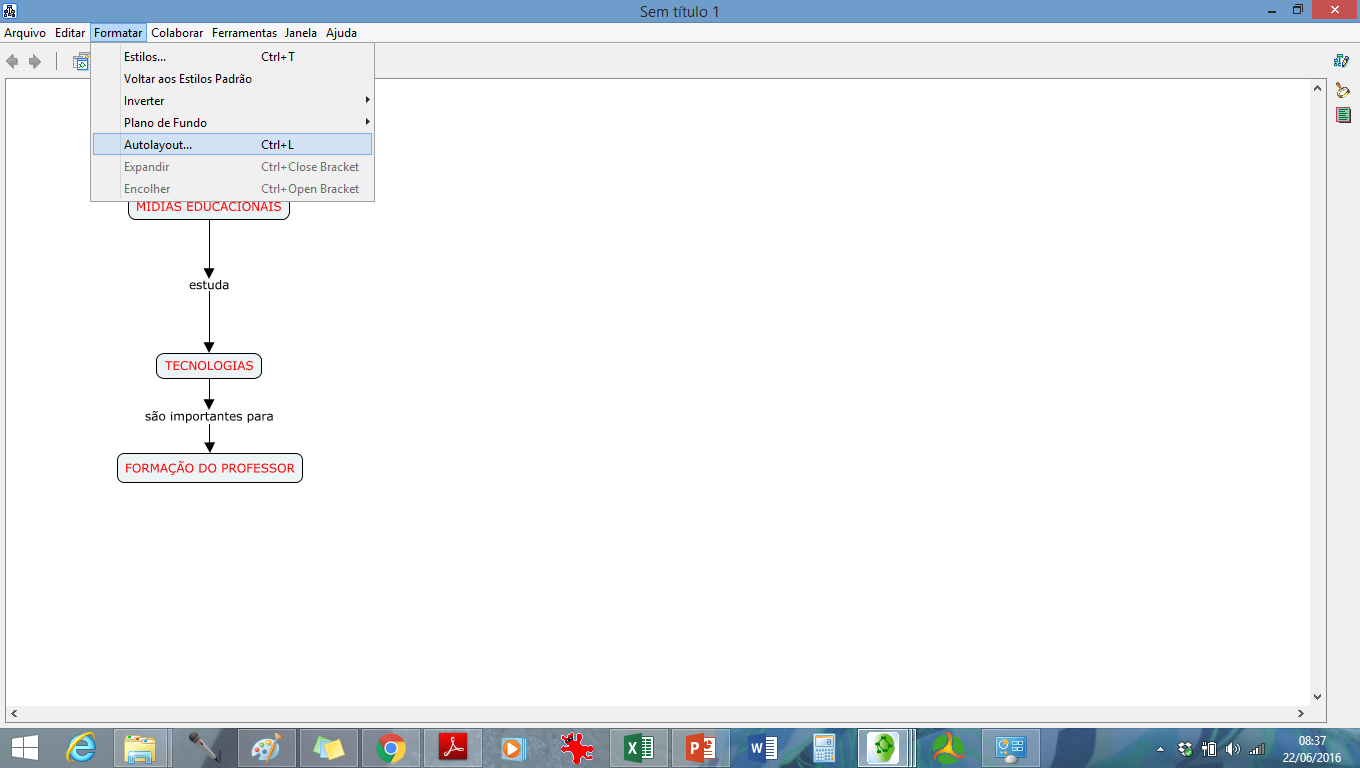 Sem título 1
Arquivo Editar Formatar Colaborar Ferramentas Janela Ajuda
Estilos... Ctrl+T
Voltar aos Estilos Padrão
Inverter
Plano de Fundo
Autolayout... Ctrl+L
Expandir Ctrl+Close Bracket
Encolher Ctrl+Open Bracket
MÍDIAS EDUCACIONAIS
estuda
TECNOLOGIAS
são importantes para
FORMAÇÃO DO PROFESSOR
08:37
22/06/2016